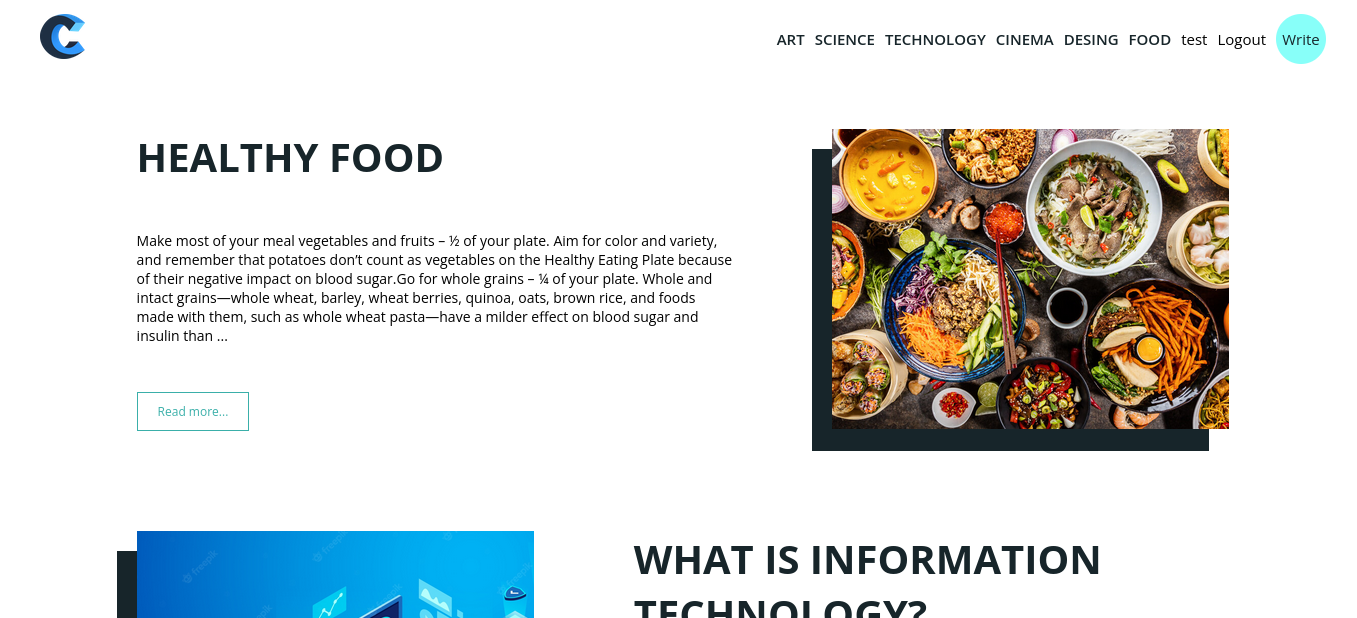 ART SCIENCE TECHNOLOGY CINEMA DESING FOOD test Logout Write
HEALTHY FOOD
Make most of your meal vegetables and fruits – ½ of your plate. Aim for color and variety,
and remember that potatoes don’t count as vegetables on the Healthy Eating Plate because
of their negative impact on blood sugar.Go for whole grains – ¼ of your plate. Whole and
intact grains—whole wheat, barley, wheat berries, quinoa, oats, brown rice, and foods
made with them, such as whole wheat pasta—have a milder effect on blood sugar and
insulin than ...
Read more...
WHAT IS INFORMATION
TECHNOLOGY?